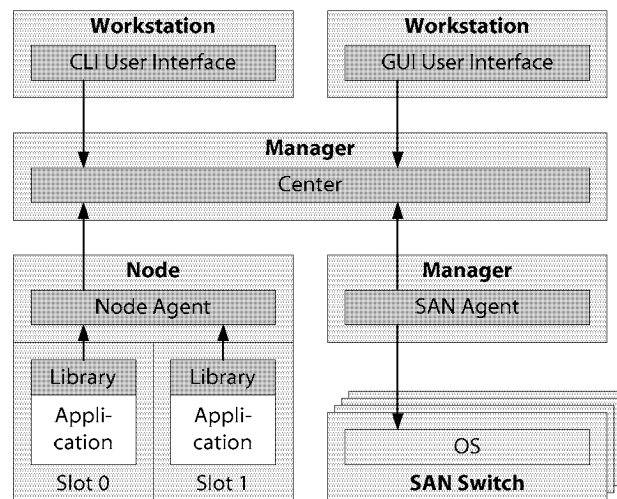 Workstation
CLI User Interface
Workstation
GUI User Interface
Manager
Center
Node
Node Agent
Manager
SAN Agent
Library
Appli-
cation
Slot 0
Library
Appli-
cation
Slot 1
OS
SAN Switch